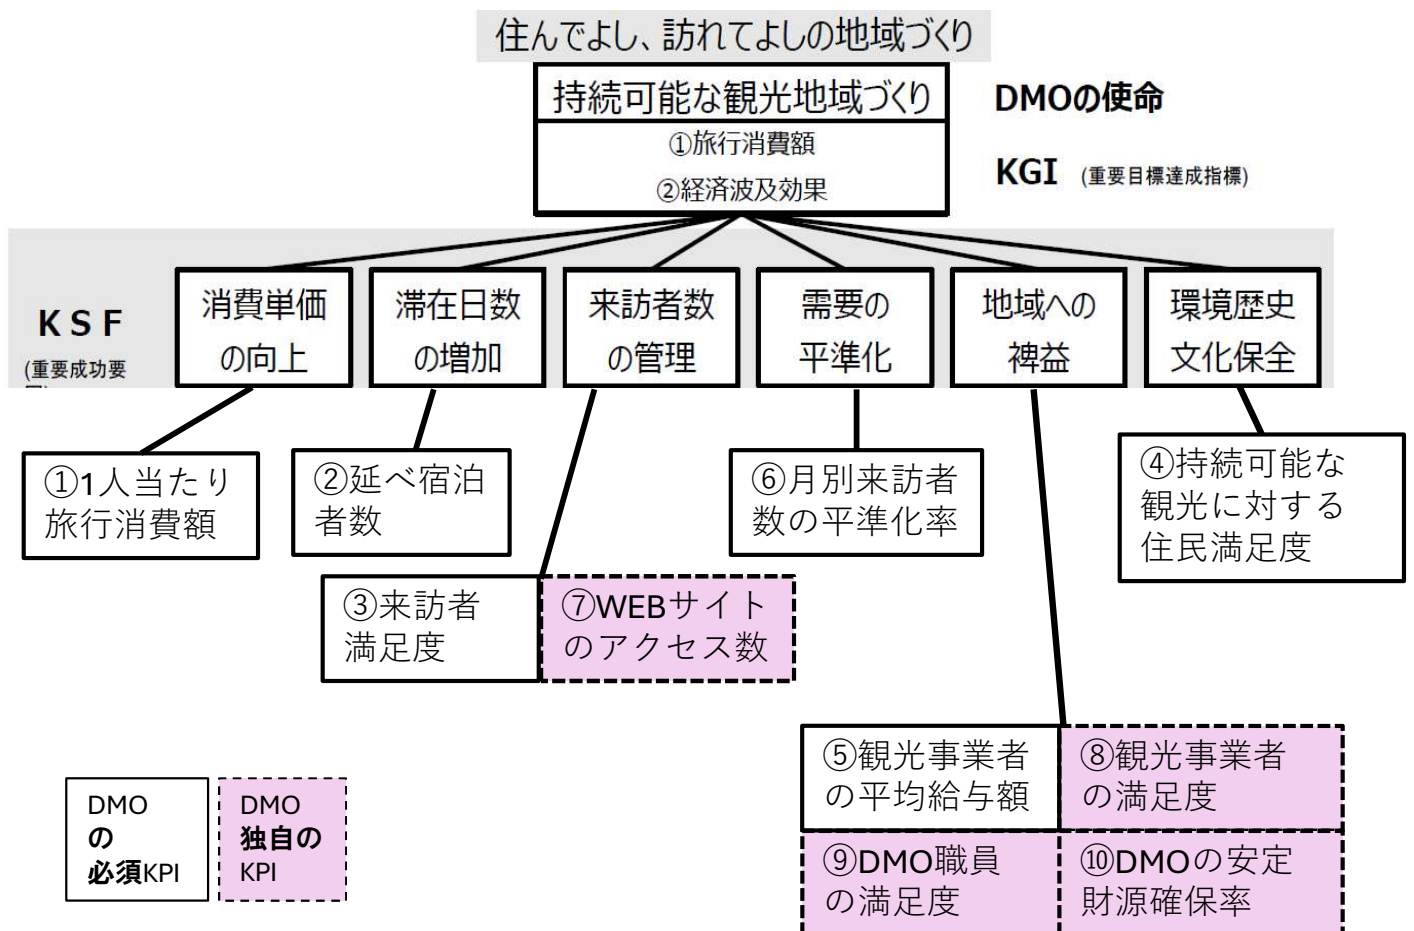 住んでよし、訪れてよしの地域づくり
持続可能な観光地域づくり
DMOの使命
①旅行消費額
②経済波及効果
KGI (重要目標達成指標)
KSF
(重要成功要
消費単価
の向上
滞在日数
の増加
来訪者数
の管理
需要の
平準化
地域への
裨益
環境歴史
文化保全
①1人当たり
旅行消費額
②延べ宿泊
者数
⑥月別来訪者
数の平準化率
④持続可能な
観光に対する
住民満足度
③来訪者
満足度
⑦WEBサイト
のアクセス数
⑤観光事業者
の平均給与額
⑧観光事業者
の満足度
⑨DMO職員
の満足度
⑩DMOの安定
財源確保率
DMO
の
必須KPI
DMO
独自の
KPI